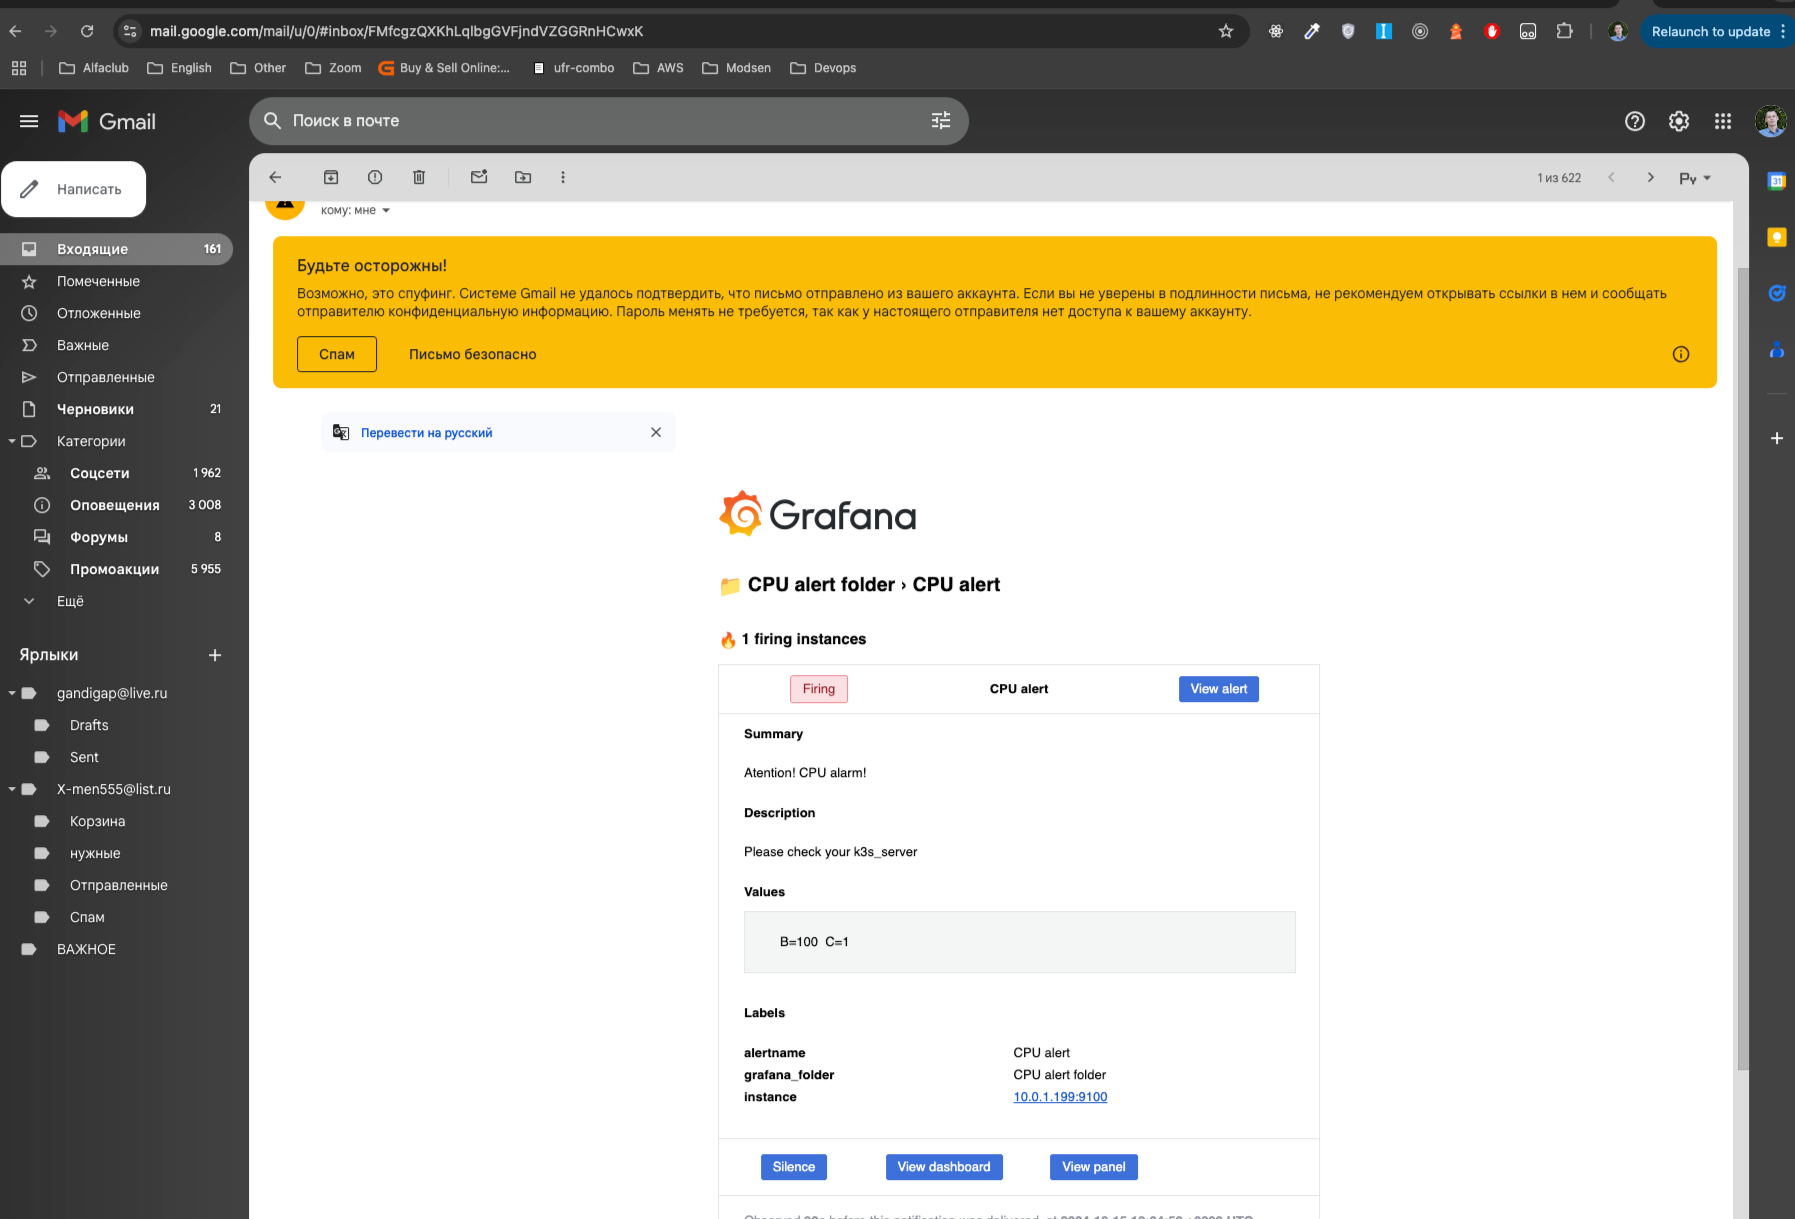 mail.google.com/mail/u/0/#inbox/FMfcgzQXKhLqlbgGVFjndVZGGRnHCwxK
Relaunch to update
Alfaclub
English
Other
Zoom
Buy & Sell Online:...
ufr-combo
AWS
Modsen
Devops
Gmail
Поиск в почте
Написать
1 из 622
Ру
кому: мне
Входящие 161
Помеченные
Отложенные
Важные
Отправленные
Черновики 21
Категории
Соцсети 1 962
Оповещения 3 008
Форумы 8
Промоакции 5 955
Ещё
Ярлыки
gandigap@live.ru
Drafts
Sent
X-men555@list.ru
Корзина
нужные
Отправленные
Спам
ВАЖНОЕ
Будьте осторожны!
Возможно, это спуфинг. Системе Gmail не удалось подтвердить, что письмо отправлено из вашего аккаунта. Если вы не уверены в подлинности письма, не рекомендуем открывать ссылки в нем и сообщать
отправителю конфиденциальную информацию. Пароль менять не требуется, так как у настоящего отправителя нет доступа к вашему аккаунту.
Спам
Письмо безопасно
Перевести на русский
Grafana
CPU alert folder › CPU alert
1 firing instances
Firing
CPU alert
View alert
Summary
Atention! CPU alarm!
Description
Please check your k3s_server
Values
B=100 C=1
Labels
alertname CPU alert
grafana_folder CPU alert folder
instance 10.0.1.199:9100
Silence
View dashboard
View panel
before this notification was delivered, at